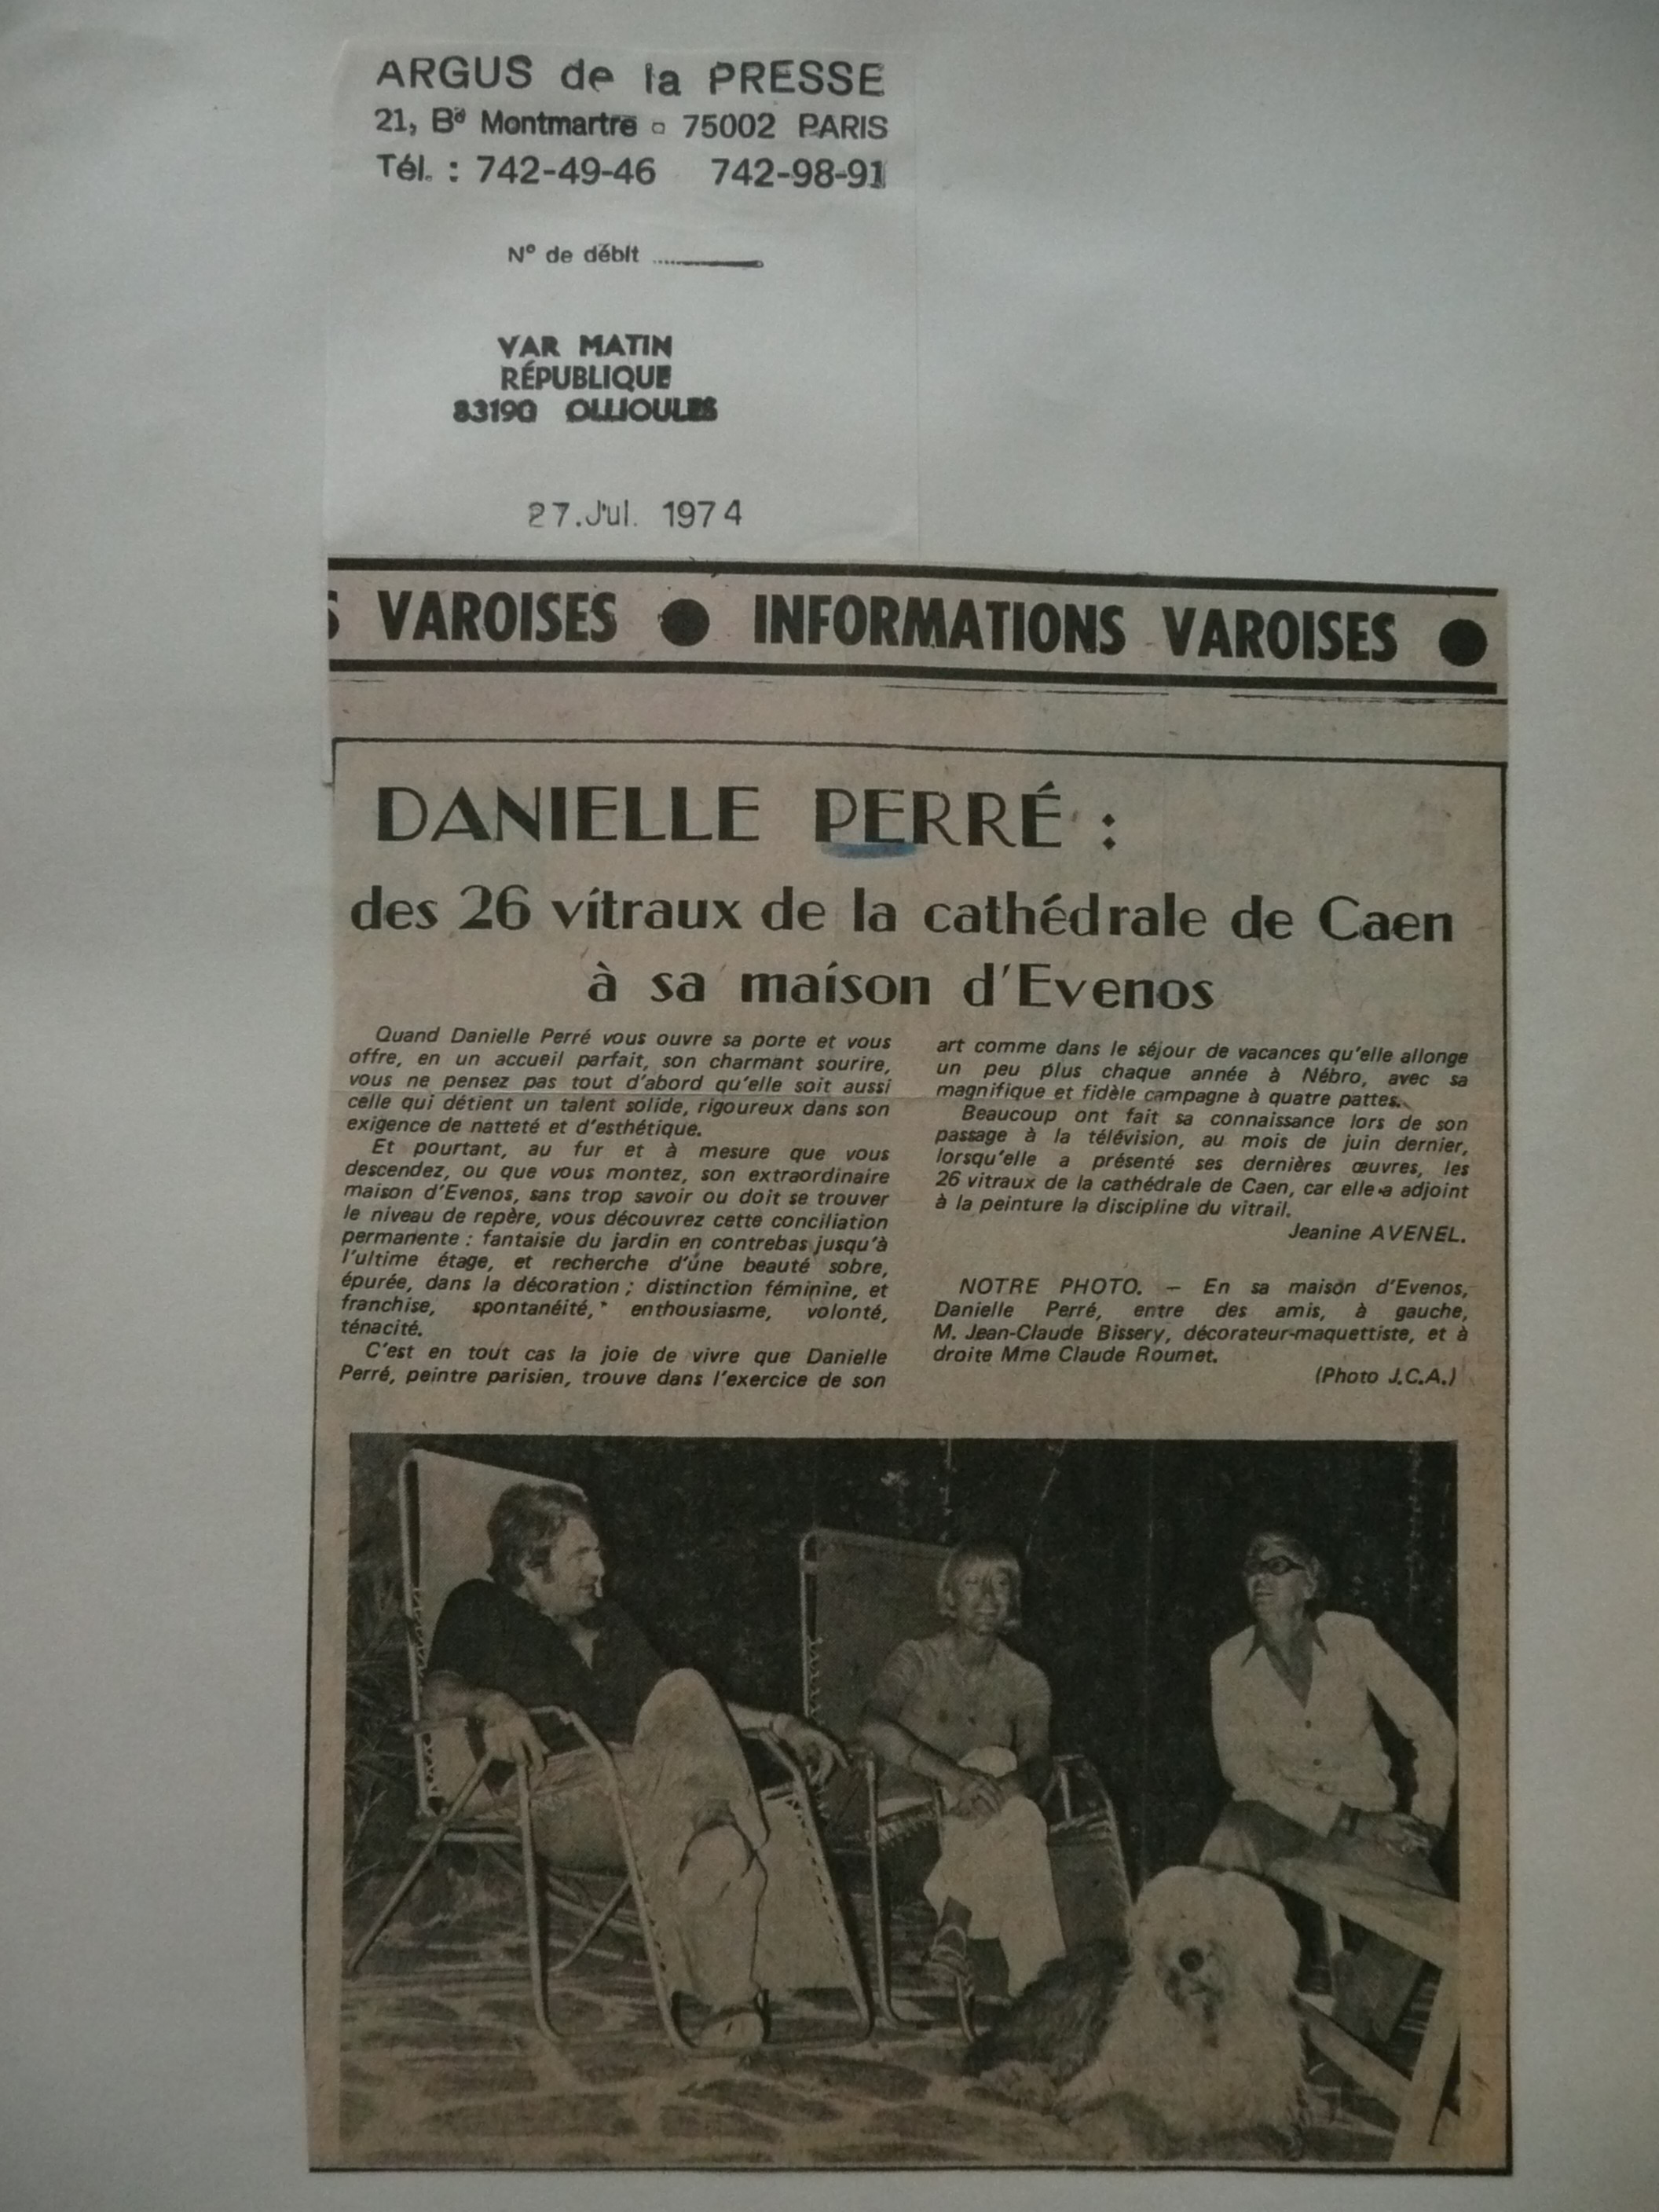 ARGUS de la PRESSE
21, Bd Montmartre - 75002 PARIS
Tél. : 742-49-46 742-98-91
N° de débit
VAR MATIN
RÉPUBLIQUE
83190 OLLIOULES
27.Jul. 1974
S VAROISES ● INFORMATIONS VAROISES ●
DANIELLE PERRÉ :
des 26 vitraux de la cathédrale de Caen
à sa maison d'Evenos
Quand Danielle Perré vous ouvre sa porte et vous
offre, en un accueil parfait, son charmant sourire,
vous ne pensez pas tout d'abord qu'elle soit aussi
celle qui détient un talent solide, rigoureux dans son
exigence de natteté et d'esthétique.
Et pourtant, au fur et à mesure que vous
descendez, ou que vous montez, son extraordinaire
maison d'Evenos, sans trop savoir ou doit se trouver
le niveau de repère, vous découvrez cette conciliation
permanente : fantaisie du jardin en contrebas jusqu'à
l'ultime étage, et recherche d'une beauté sobre,
épurée, dans la décoration ; distinction féminine, et
franchise, spontanéité, enthousiasme, volonté,
ténacité.
C'est en tout cas la joie de vivre que Danielle
Perré, peintre parisien, trouve dans l'exercice de son
art comme dans le séjour de vacances qu'elle allonge
un peu plus chaque année à Nébro, avec sa
magnifique et fidèle campagne à quatre pattes.
Beaucoup ont fait sa connaissance lors de son
passage à la télévision, au mois de juin dernier,
lorsqu'elle a présenté ses dernières œuvres, les
26 vitraux de la cathédrale de Caen, car elle a adjoint
à la peinture la discipline du vitrail.
Jeanine AVENEL.
NOTRE PHOTO. — En sa maison d'Evenos,
Danielle Perré, entre des amis, à gauche,
M. Jean-Claude Bissery, décorateur-maquettiste, et à
droite Mme Claude Roumet.
(Photo J.C.A.)